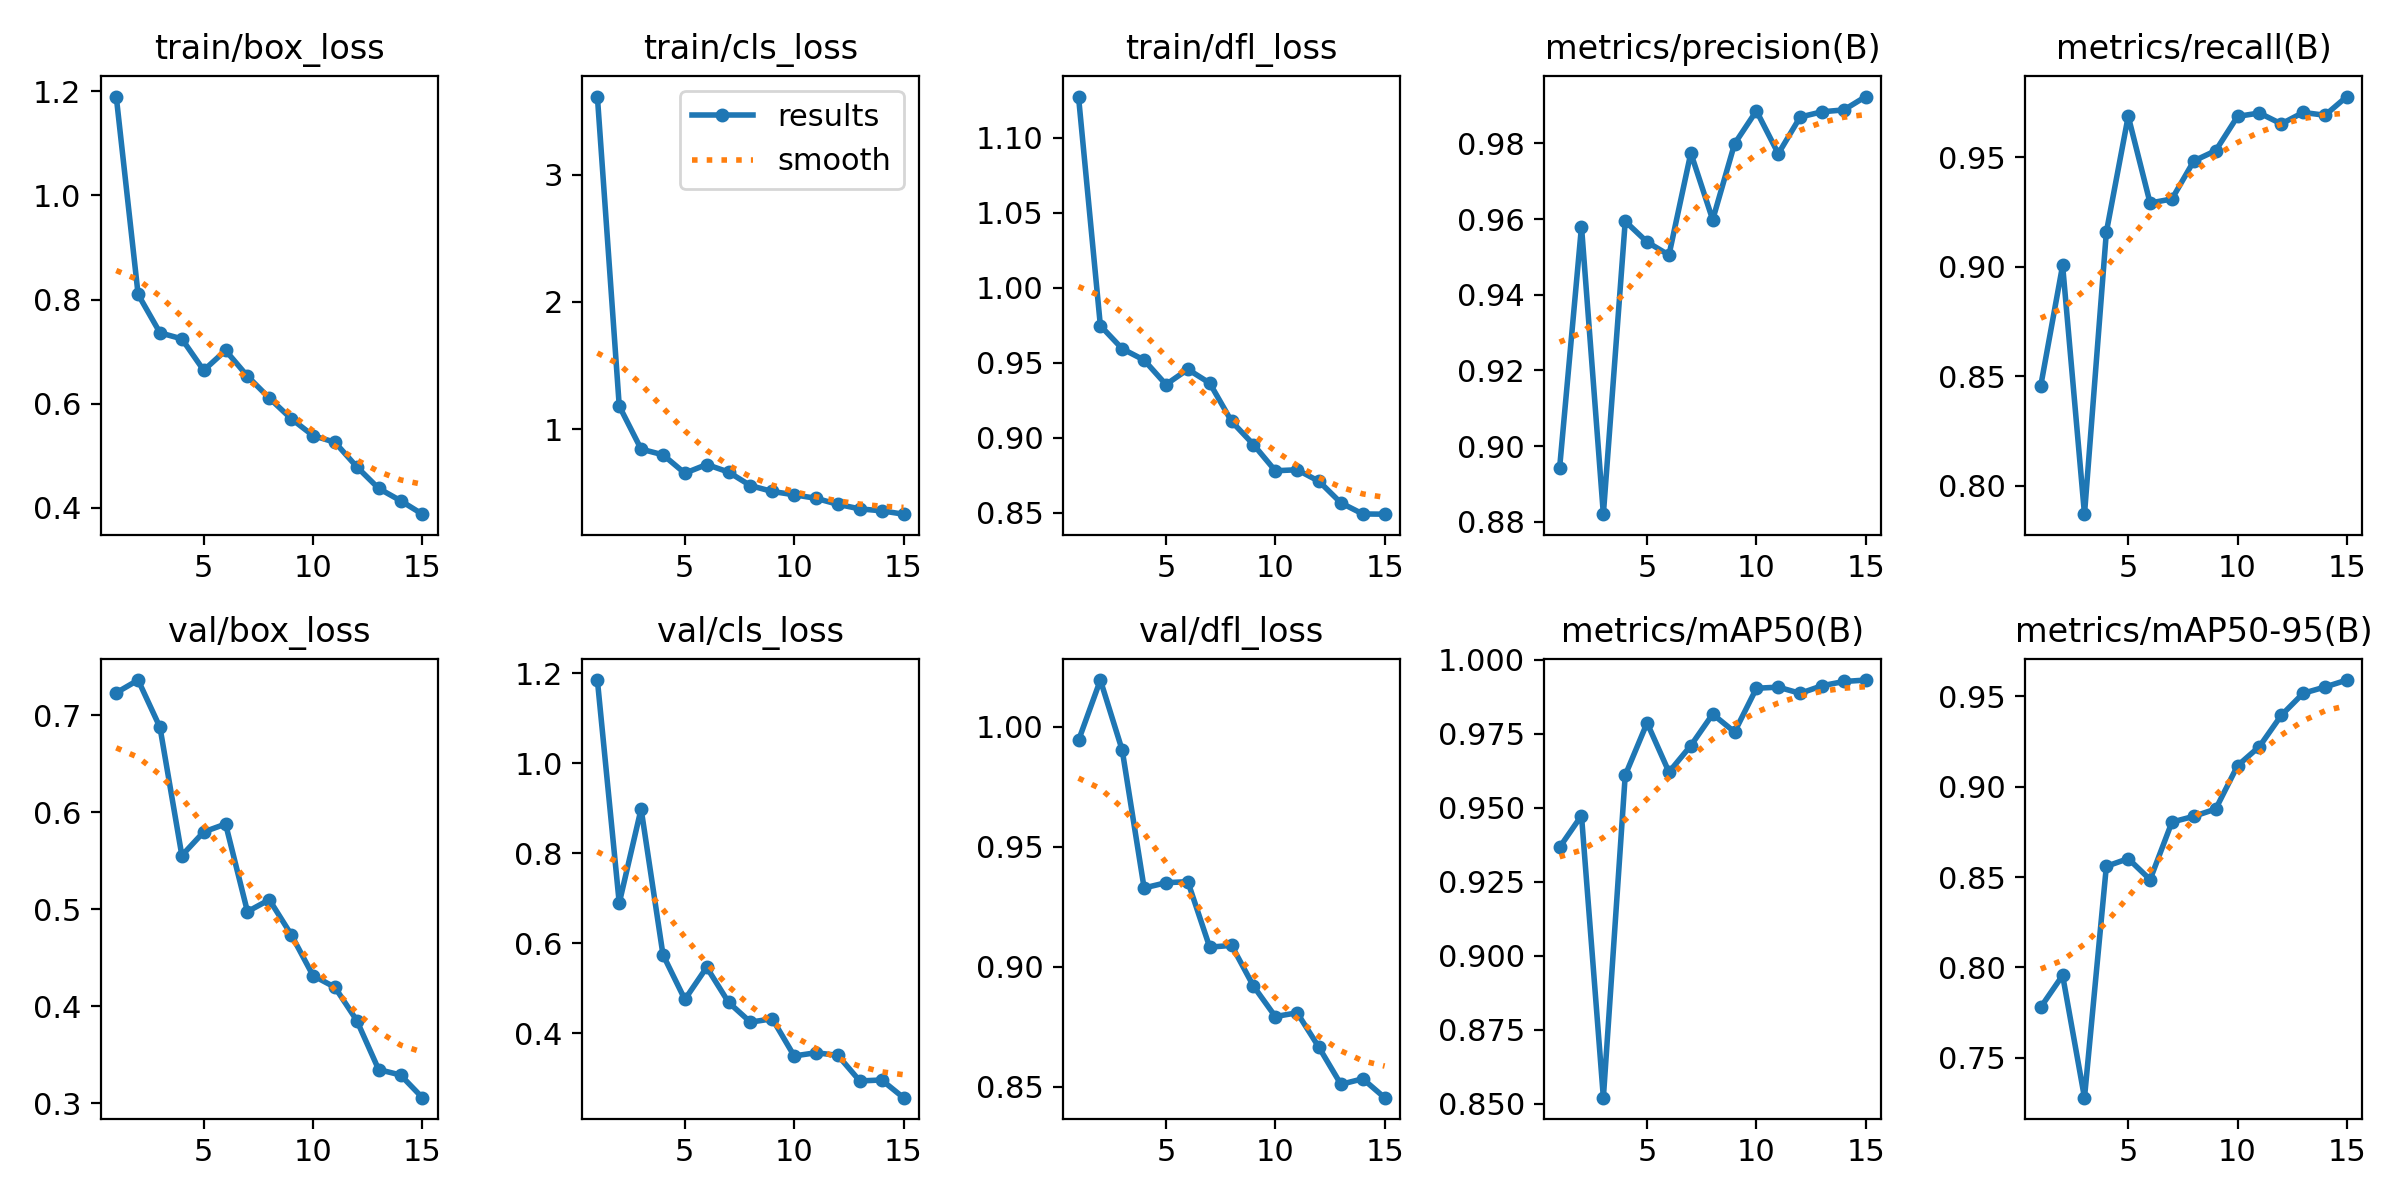 train/box_loss
1.2
1.0
0.8
0.6
0.4
5 10 15
train/cls_loss
results
smooth
3
2
1
5 10 15
train/dfl_loss
1.10
1.05
1.00
0.95
0.90
0.85
5 10 15
metrics/precision(B)
0.98
0.96
0.94
0.92
0.90
0.88
5 10 15
metrics/recall(B)
0.95
0.90
0.85
0.80
5 10 15
val/box_loss
0.7
0.6
0.5
0.4
0.3
5 10 15
val/cls_loss
1.2
1.0
0.8
0.6
0.4
5 10 15
val/dfl_loss
1.00
0.95
0.90
0.85
5 10 15
metrics/mAP50(B)
1.000
0.975
0.950
0.925
0.900
0.875
0.850
5 10 15
metrics/mAP50-95(B)
0.95
0.90
0.85
0.80
0.75
5 10 15